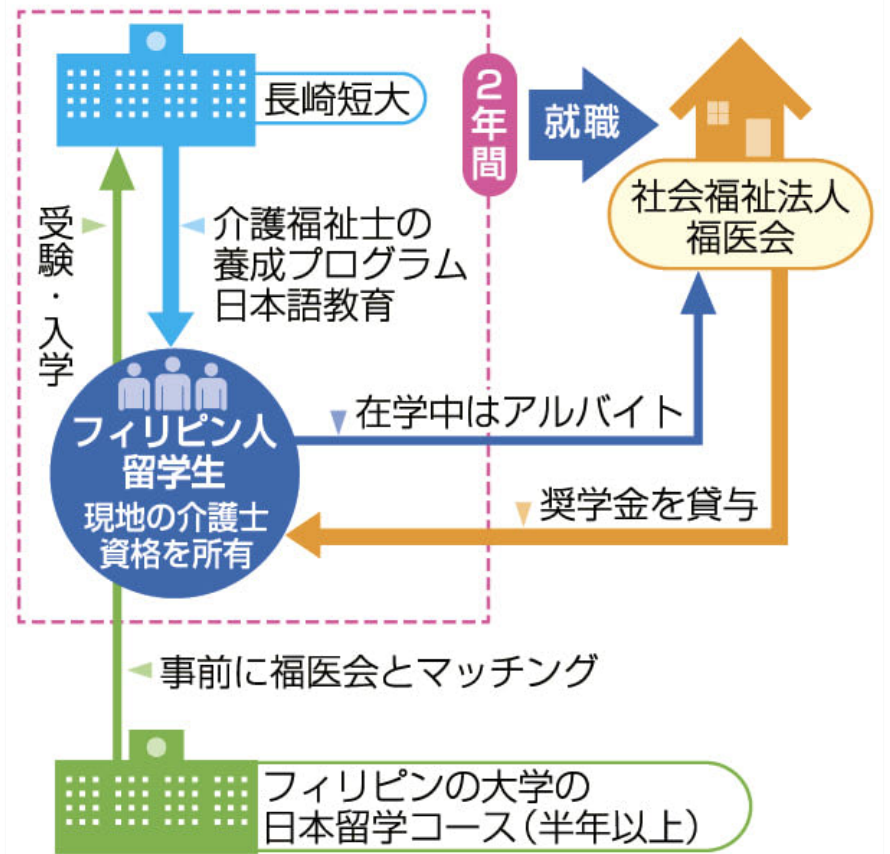 長崎短大
2年間
就職
社会福祉法人
福医会
受験・入学
介護福祉士の
養成プログラム
日本語教育
フィリピン人
留学生
現地の介護士
資格を所有
在学中はアルバイト
奨学金を貸与
事前に福医会とマッチング
フィリピンの大学の
日本留学コース(半年以上)